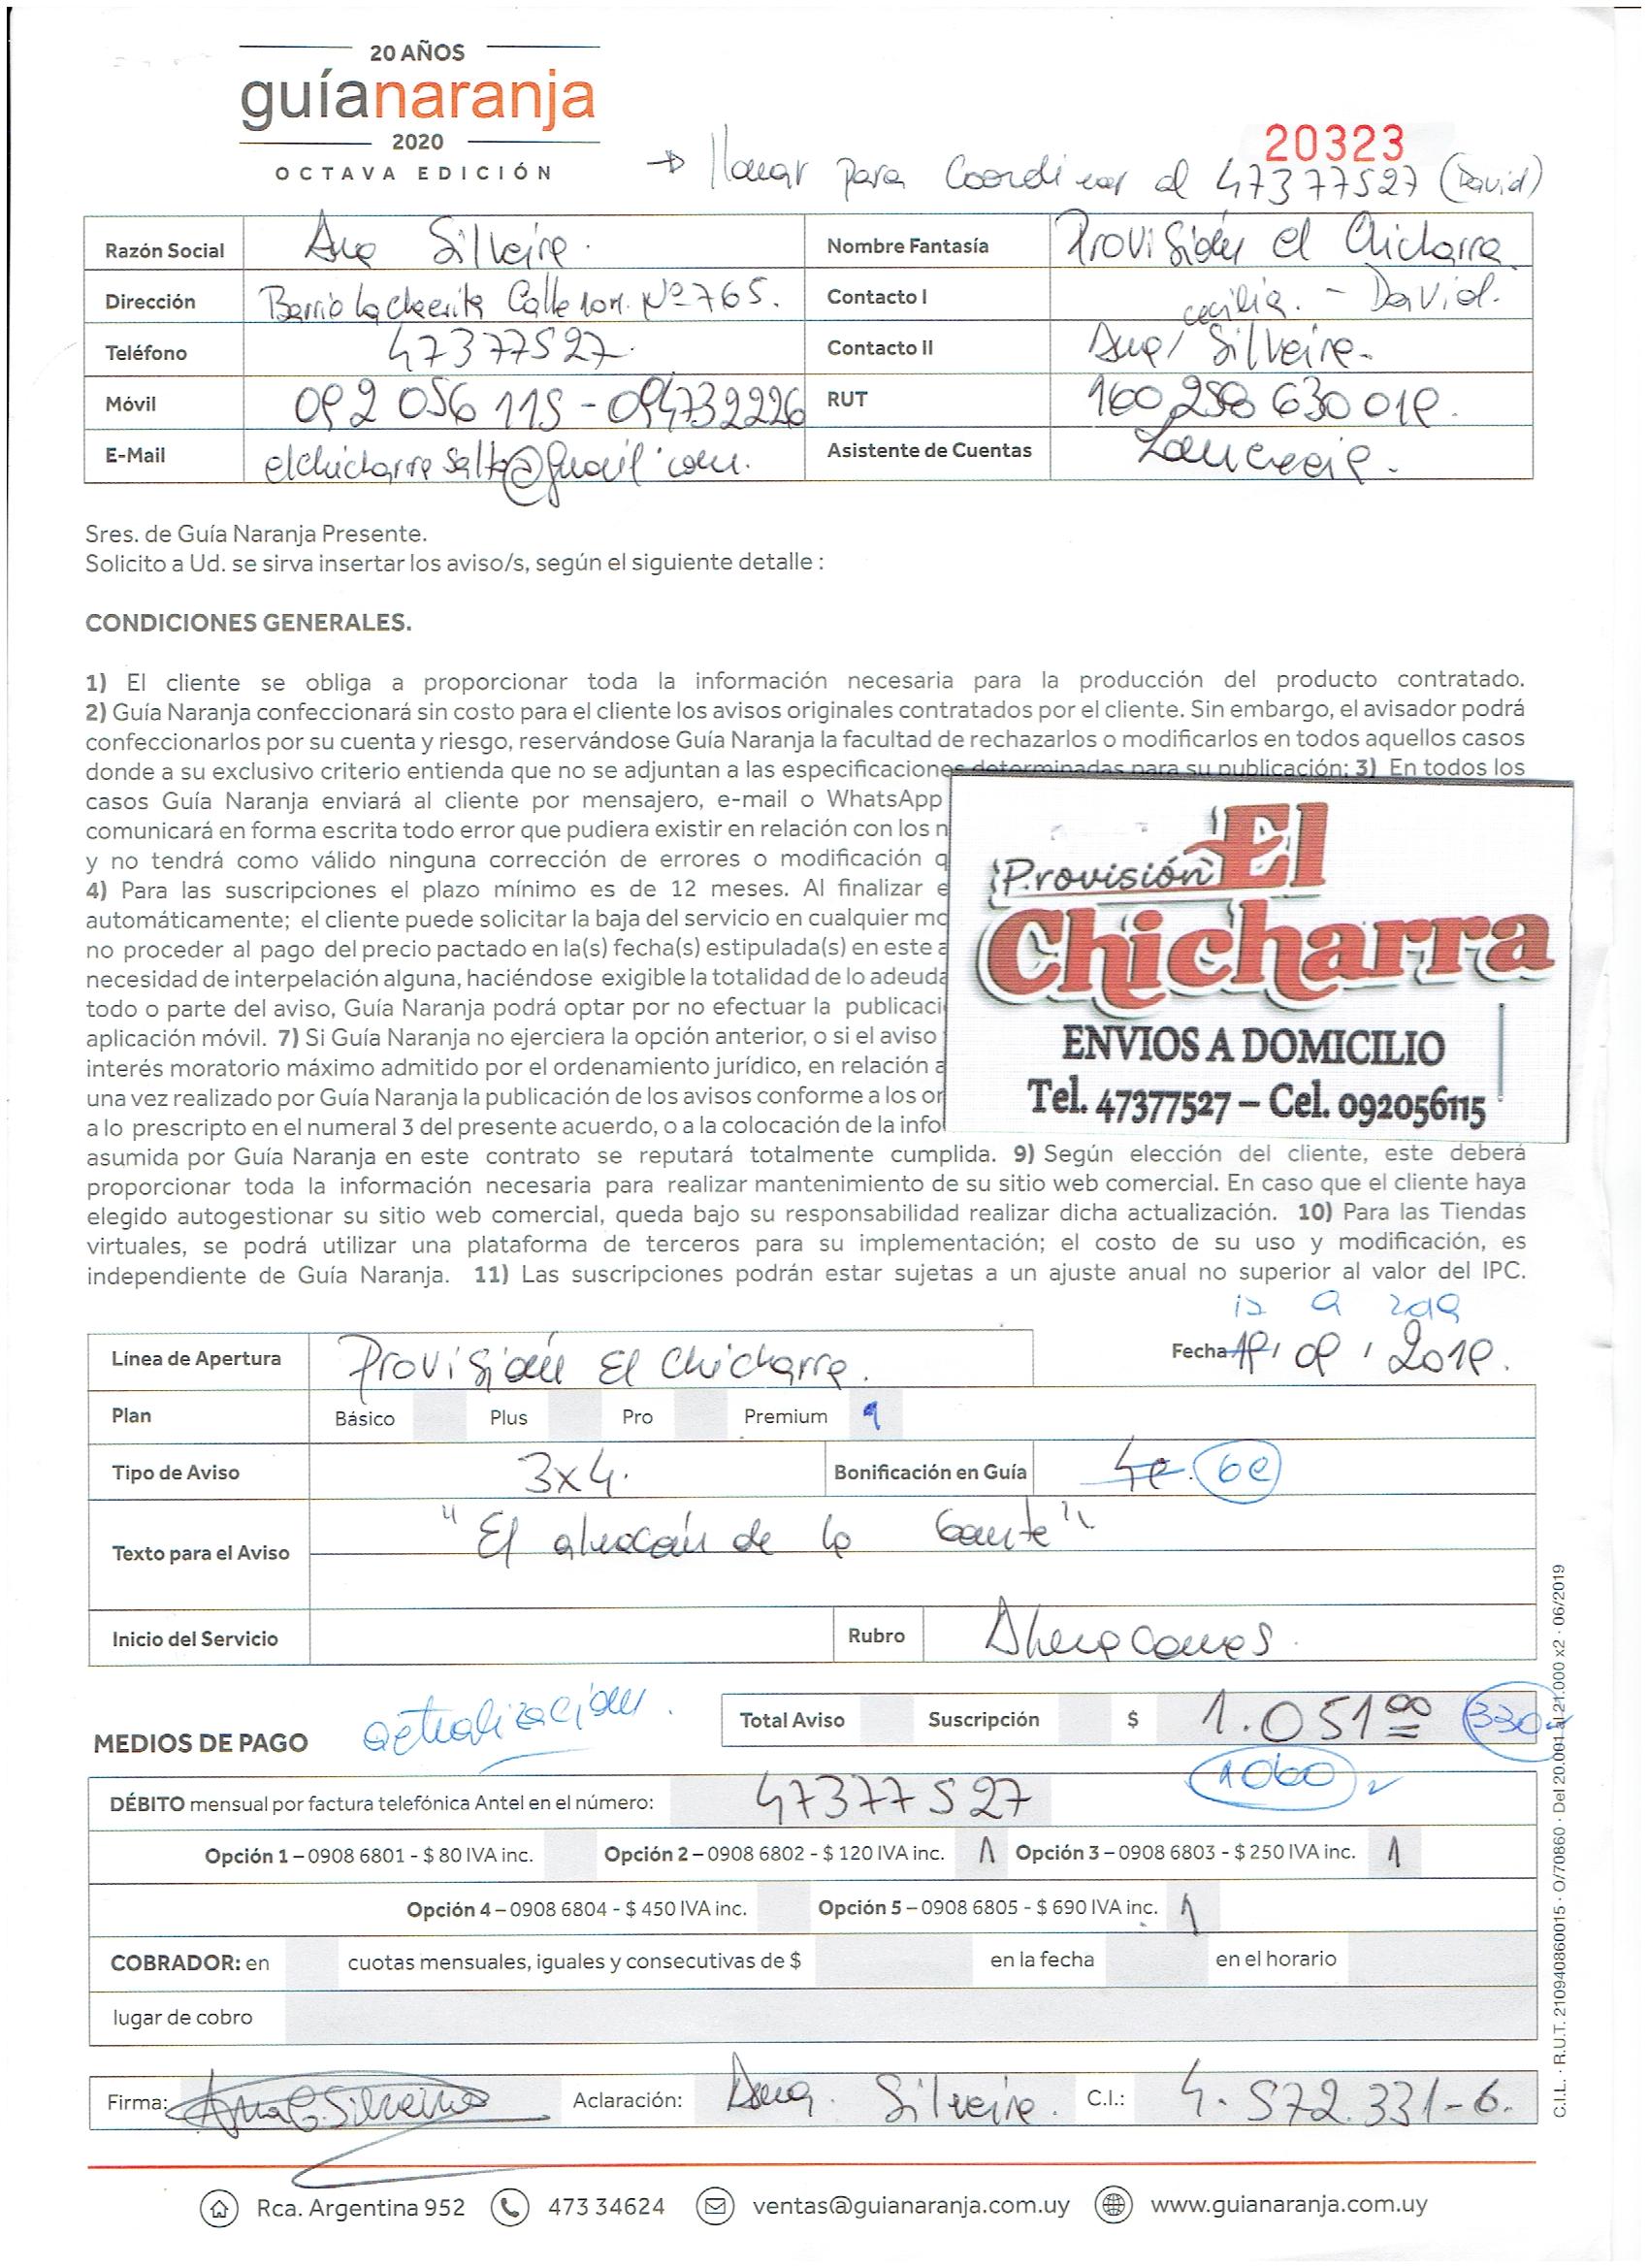 20 AÑOS
guíanaranja
2020
OCTAVA EDICIÓN
20323
→ llamar para Coordinar al 47377527 (David)
Razón Social Ana Silveira. Nombre Fantasía Provisión el Chicharra
Dirección Barrio La Calle Nº 765. Contacto I cecilia. - David.
Teléfono 47377527. Contacto II Ana Silveira.
Móvil 092 056 115 - 094732226 RUT 160 258 630 019.
E-Mail elchicharrasalto@gmail.com. Asistente de Cuentas
Sres. de Guía Naranja Presente.
Solicito a Ud. se sirva insertar los aviso/s, según el siguiente detalle :
CONDICIONES GENERALES.
1) El cliente se obliga a proporcionar toda la información necesaria para la producción del producto contratado.
2) Guía Naranja confeccionará sin costo para el cliente los avisos originales contratados por el cliente. Sin embargo, el avisador podrá
confeccionarlos por su cuenta y riesgo, reservándose Guía Naranja la facultad de rechazarlos o modificarlos en todos aquellos casos
donde a su exclusivo criterio entienda que no se adjuntan a las especificaciones determinadas para su publicación; 3) En todos los
casos Guía Naranja enviará al cliente por mensajero, e-mail o WhatsApp
comunicará en forma escrita todo error que pudiera existir en relación con los n
y no tendrá como válido ninguna corrección de errores o modificación q
4) Para las suscripciones el plazo mínimo es de 12 meses. Al finalizar e
automáticamente; el cliente puede solicitar la baja del servicio en cualquier mo
no proceder al pago del precio pactado en la(s) fecha(s) estipulada(s) en este a
necesidad de interpelación alguna, haciéndose exigible la totalidad de lo adeuda
todo o parte del aviso, Guía Naranja podrá optar por no efectuar la publicaci
aplicación móvil. 7) Si Guía Naranja no ejerciera la opción anterior, o si el aviso
interés moratorio máximo admitido por el ordenamiento jurídico, en relación a
una vez realizado por Guía Naranja la publicación de los avisos conforme a los or
a lo prescripto en el numeral 3 del presente acuerdo, o a la colocación de la info
Provisión El
Chicharra
ENVIOS A DOMICILIO
Tel. 47377527 – Cel. 092056115
asumida por Guía Naranja en este contrato se reputará totalmente cumplida. 9) Según elección del cliente, este deberá
proporcionar toda la información necesaria para realizar mantenimiento de su sitio web comercial. En caso que el cliente haya
elegido autogestionar su sitio web comercial, queda bajo su responsabilidad realizar dicha actualización. 10) Para las Tiendas
virtuales, se podrá utilizar una plataforma de terceros para su implementación; el costo de su uso y modificación, es
independiente de Guía Naranja. 11) Las suscripciones podrán estar sujetas a un ajuste anual no superior al valor del IPC.
12 9 2019
Línea de Apertura Provisión El Chicharra. Fecha 19 / 09 / 2019.
Plan Básico Plus Pro Premium 1
Tipo de Aviso 3x4. Bonificación en Guía 4c. 6c
Texto para el Aviso "El almacén de la Gente"
Inicio del Servicio Rubro Almacenes.
MEDIOS DE PAGO actualización. Total Aviso Suscripción $ 1.051 00 330
1060
DÉBITO mensual por factura telefónica Antel en el número: 47377527
Opción 1 – 0908 6801 - $ 80 IVA inc. Opción 2 – 0908 6802 - $ 120 IVA inc. 1 Opción 3 – 0908 6803 - $ 250 IVA inc. 1
Opción 4 – 0908 6804 - $ 450 IVA inc. Opción 5 – 0908 6805 - $ 690 IVA inc. 1
COBRADOR: en cuotas mensuales, iguales y consecutivas de $ en la fecha en el horario
lugar de cobro
Firma: Ana C. Silveira Aclaración: Ana. Silveira. C.I.: 4.572.331-6.
C.I.L. · R.U.T. 210940860015 · O/70860 · Del 20.001 al 21.000 x2 · 06/2019
Rca. Argentina 952 473 34624 ventas@guianaranja.com.uy www.guianaranja.com.uy